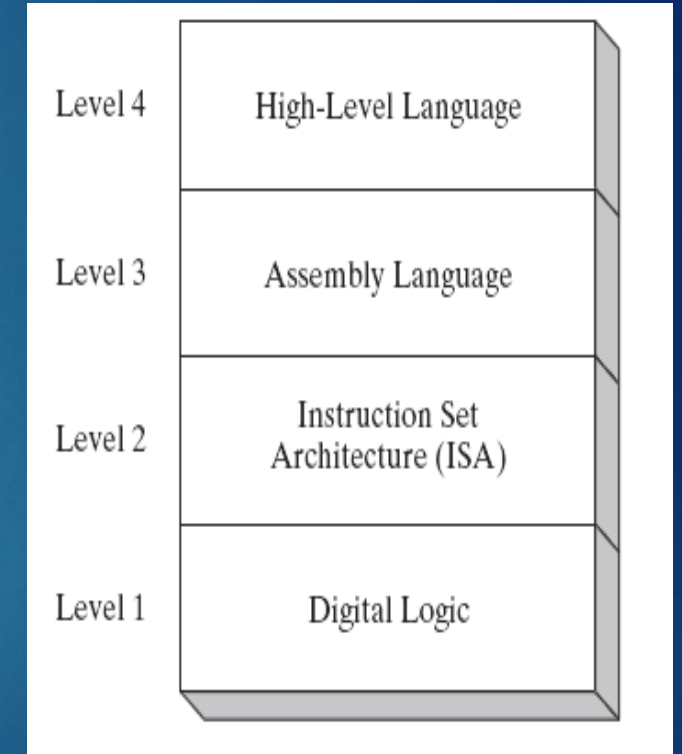 Level 4
High-Level Language
Level 3
Assembly Language
Level 2
Instruction Set
Architecture (ISA)
Level 1
Digital Logic